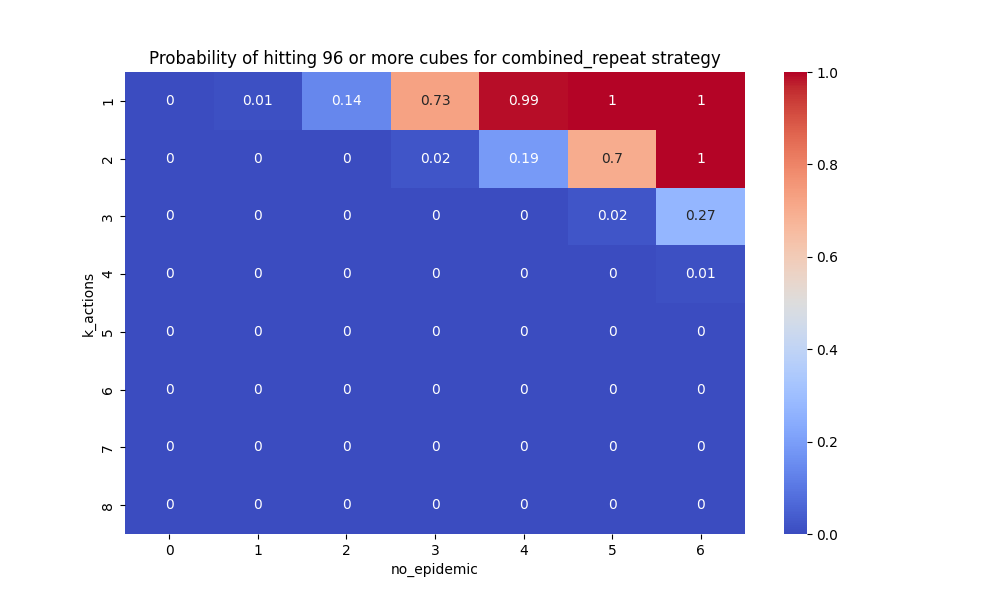 Probability of hitting 96 or more cubes for combined_repeat strategy
1 0 0.01 0.14 0.73 0.99 1 1
2 0 0 0 0.02 0.19 0.7 1
3 0 0 0 0 0 0.02 0.27
4 0 0 0 0 0 0 0.01
5 0 0 0 0 0 0 0
6 0 0 0 0 0 0 0
7 0 0 0 0 0 0 0
8 0 0 0 0 0 0 0
0 1 2 3 4 5 6
no_epidemic
k_actions
1.0
0.8
0.6
0.4
0.2
0.0